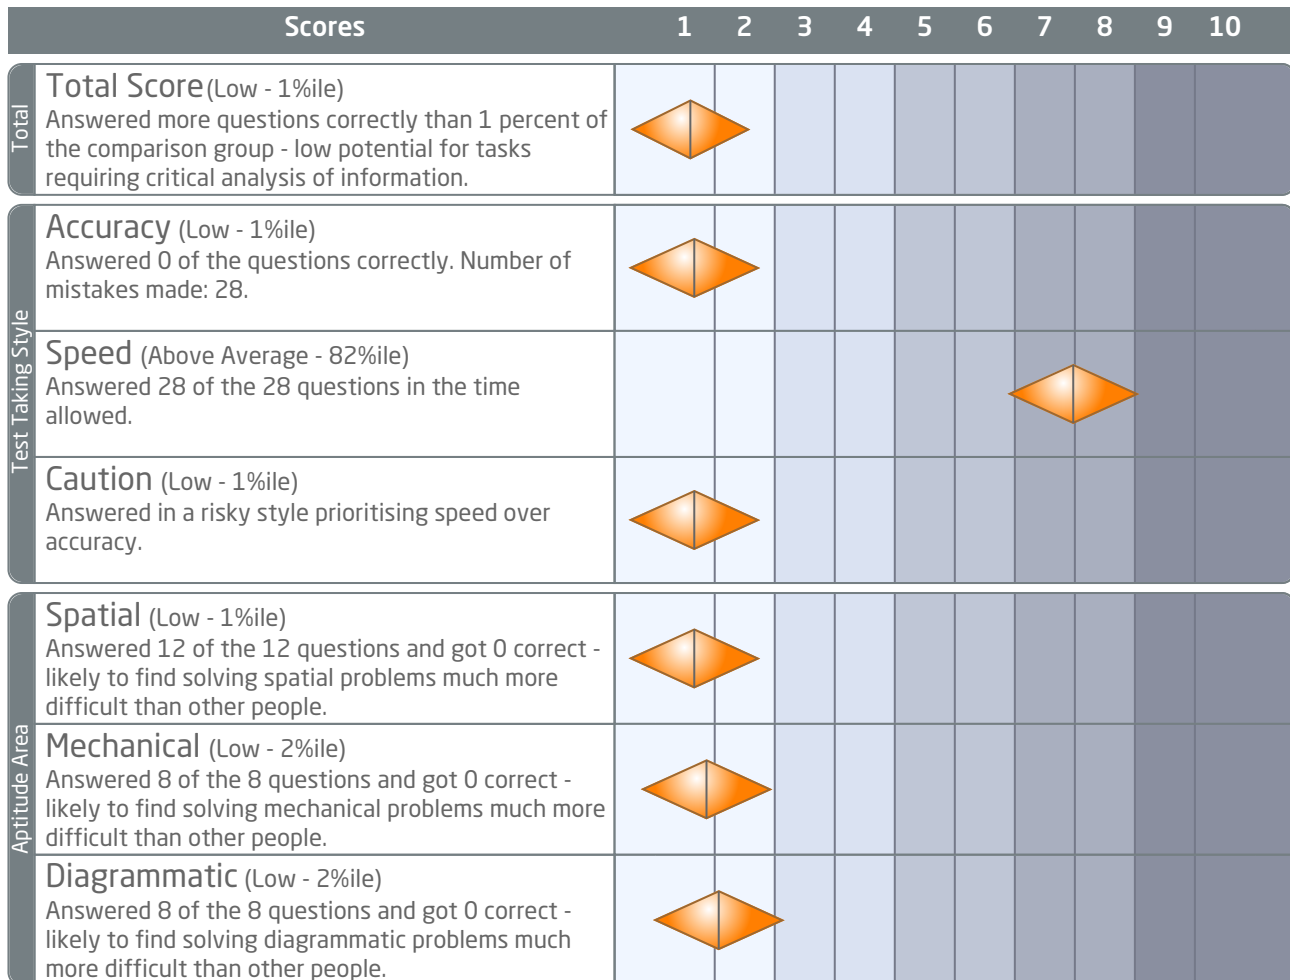 Scores 1 2 3 4 5 6 7 8 9 10
Total
Total Score (Low - 1%ile)
Answered more questions correctly than 1 percent of
the comparison group - low potential for tasks
requiring critical analysis of information.
Test Taking Style
Accuracy (Low - 1%ile)
Answered 0 of the questions correctly. Number of
mistakes made: 28.
Speed (Above Average - 82%ile)
Answered 28 of the 28 questions in the time
allowed.
Caution (Low - 1%ile)
Answered in a risky style prioritising speed over
accuracy.
Aptitude Area
Spatial (Low - 1%ile)
Answered 12 of the 12 questions and got 0 correct -
likely to find solving spatial problems much more
difficult than other people.
Mechanical (Low - 2%ile)
Answered 8 of the 8 questions and got 0 correct -
likely to find solving mechanical problems much more
difficult than other people.
Diagrammatic (Low - 2%ile)
Answered 8 of the 8 questions and got 0 correct -
likely to find solving diagrammatic problems much
more difficult than other people.